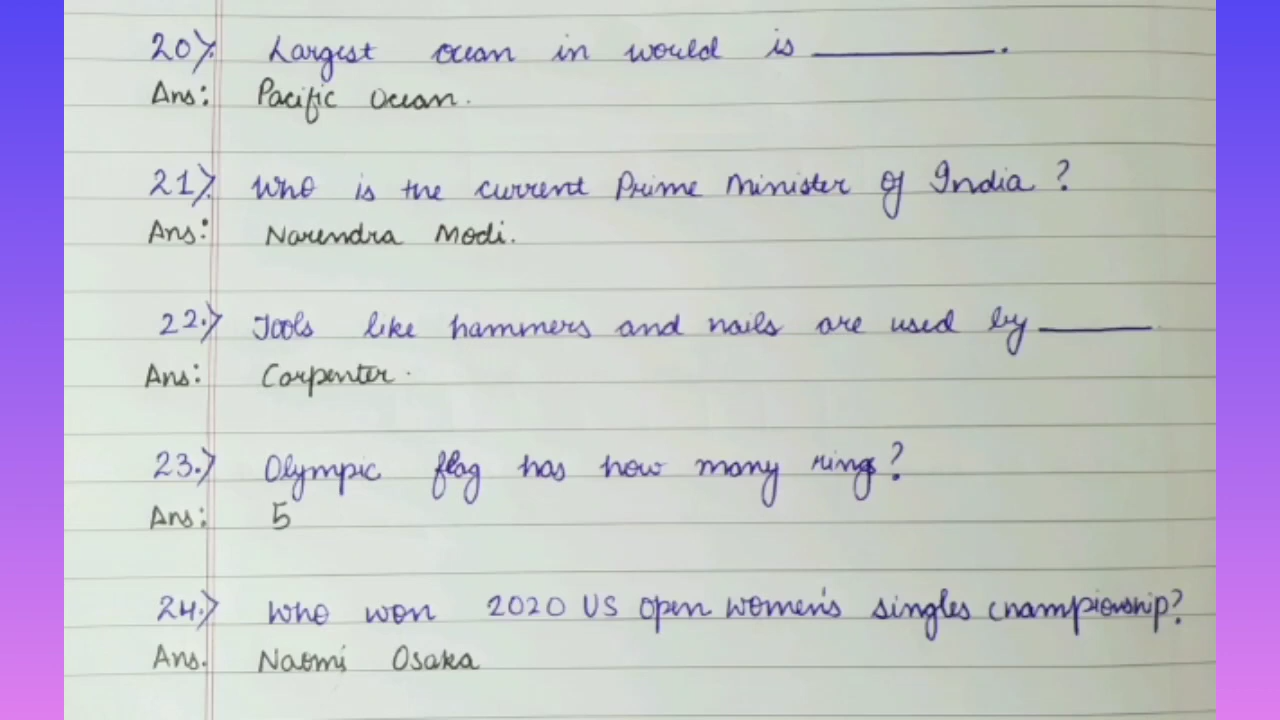 20% Largest ocean in would is ________.
Ans: Pacific Ocean.
21% Who is the current Prime Minister of India ?
Ans: Narendra Modi.
22.) Tools like hammers and nails are used by ______
Ans: Carpenter.
23.) Olympic flag has how many rings?
Ans: 5
24.) Who won 2020 US Open women's singles championship?
Ans. Naomi Osaka